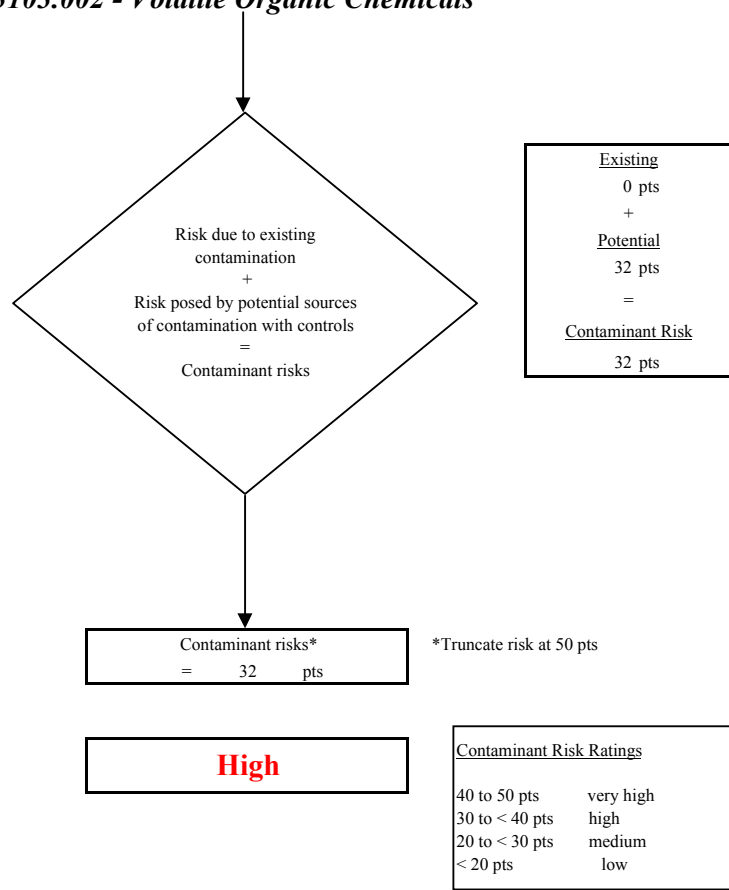 - Volatile Organic Chemicals
Risk due to existing
contamination
+
Risk posed by potential sources
of contamination with controls
=
Contaminant risks
Existing
0 pts
+
Potential
32 pts
=
Contaminant Risk
32 pts
Contaminant risks*
= 32 pts
*Truncate risk at 50 pts
High
Contaminant Risk Ratings
40 to 50 pts very high
30 to < 40 pts high
20 to < 30 pts medium
< 20 pts low